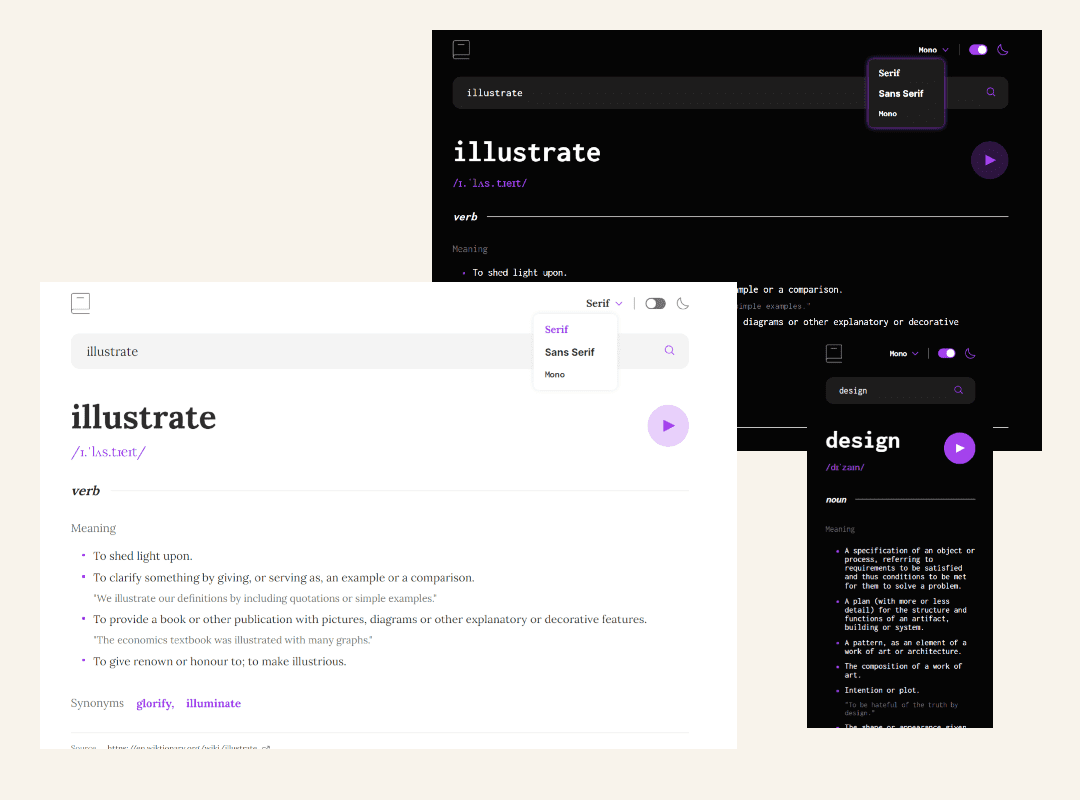 Mono
Serif
Sans Serif
Mono
illustrate
illustrate
/ɪ.ˈlʌs.tɹeɪt/
verb
Meaning
To shed light upon.
ample or a comparison.
simple examples."
diagrams or other explanatory or decorative
Serif
Serif
Sans Serif
Mono
illustrate
illustrate
/ɪ.ˈlʌs.tɹeɪt/
verb
Meaning
To shed light upon.
To clarify something by giving, or serving as, an example or a comparison.
"We illustrate our definitions by including quotations or simple examples."
To provide a book or other publication with pictures, diagrams or other explanatory or decorative features.
"The economics textbook was illustrated with many graphs."
To give renown or honour to; to make illustrious.
Synonyms glorify, illuminate
Source https://en.wiktionary.org/wiki/illustrate
Mono
design
design
/dɪˈzaɪn/
noun
Meaning
A specification of an object or
process, referring to
requirements to be satisfied
and thus conditions to be met
for them to solve a problem.
A plan (with more or less
detail) for the structure and
functions of an artifact,
building or system.
A pattern, as an element of a
work of art or architecture.
The composition of a work of
art.
Intention or plot.
"To be hateful of the truth by
design."
The shape or appearance given